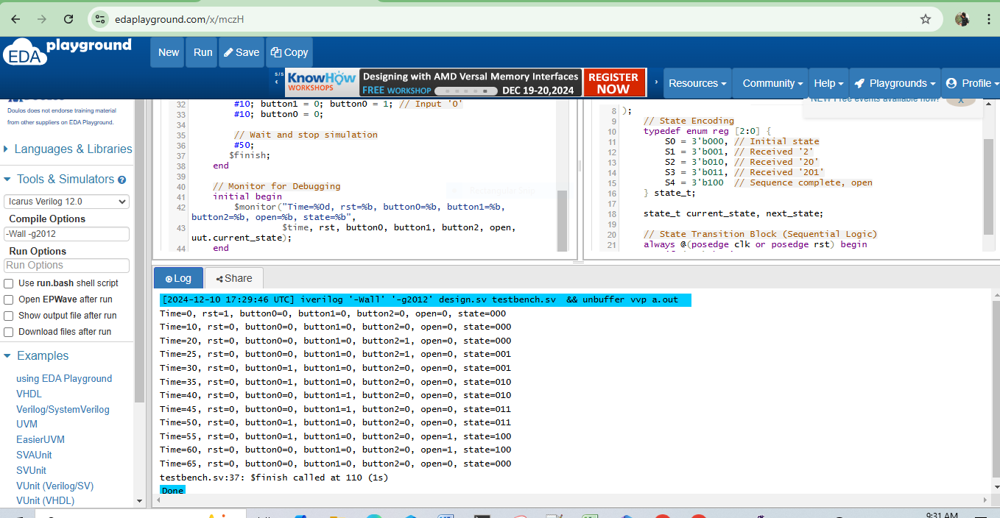 edaplayground.com/x/mczH
EDA playground
New
Run
Save
Copy
5/5
KnowHow WORKSHOPS
Designing with AMD Versal Memory Interfaces
FREE WORKSHOP DEC 19-20,2024
REGISTER NOW
Resources
Community
Help
Playgrounds
Profile
Doulos does not endorse training material
from other suppliers on EDA Playground.
Languages & Libraries
Tools & Simulators
Icarus Verilog 12.0
Compile Options
-Wall -g2012
Run Options
Run Options
Use run.bash shell script
Open EPWave after run
Show output file after run
Download files after run
Examples
using EDA Playground
VHDL
Verilog/SystemVerilog
UVM
EasierUVM
SVAUnit
SVUnit
VUnit (Verilog/SV)
VUnit (VHDL)
32 #10; button1 = 0; button0 = 1; // Input '0'
33 #10; button0 = 0;
34
35 // Wait and stop simulation
36 #50;
37 $finish;
38 end
39
40 // Monitor for Debugging
41 initial begin
42 $monitor("Time=%0d, rst=%b, button0=%b, button1=%b,
button2=%b, open=%b, state=%b",
43 $time, rst, button0, button1, button2, open,
uut.current_state);
44 end
NEW Free events available now!
x
8 );
9 // State Encoding
10 typedef enum reg [2:0] {
11 S0 = 3'b000, // Initial state
12 S1 = 3'b001, // Received '2'
13 S2 = 3'b010, // Received '20'
14 S3 = 3'b011, // Received '201'
15 S4 = 3'b100 // Sequence complete, open
16 } state_t;
17
18 state_t current_state, next_state;
19
20 // State Transition Block (Sequential Logic)
21 always @(posedge clk or posedge rst) begin
Log
Share
[2024-12-10 17:29:46 UTC] iverilog '-Wall' '-g2012' design.sv testbench.sv && unbuffer vvp a.out
Time=0, rst=1, button0=0, button1=0, button2=0, open=0, state=000
Time=10, rst=0, button0=0, button1=0, button2=0, open=0, state=000
Time=20, rst=0, button0=0, button1=0, button2=1, open=0, state=000
Time=25, rst=0, button0=0, button1=0, button2=1, open=0, state=001
Time=30, rst=0, button0=1, button1=0, button2=0, open=0, state=001
Time=35, rst=0, button0=1, button1=0, button2=0, open=0, state=010
Time=40, rst=0, button0=0, button1=1, button2=0, open=0, state=010
Time=45, rst=0, button0=0, button1=1, button2=0, open=0, state=011
Time=50, rst=0, button0=1, button1=0, button2=0, open=0, state=011
Time=55, rst=0, button0=1, button1=0, button2=0, open=1, state=100
Time=60, rst=0, button0=0, button1=0, button2=0, open=1, state=100
Time=65, rst=0, button0=0, button1=0, button2=0, open=0, state=000
testbench.sv:37: $finish called at 110 (1s)
Done
9:31 AM